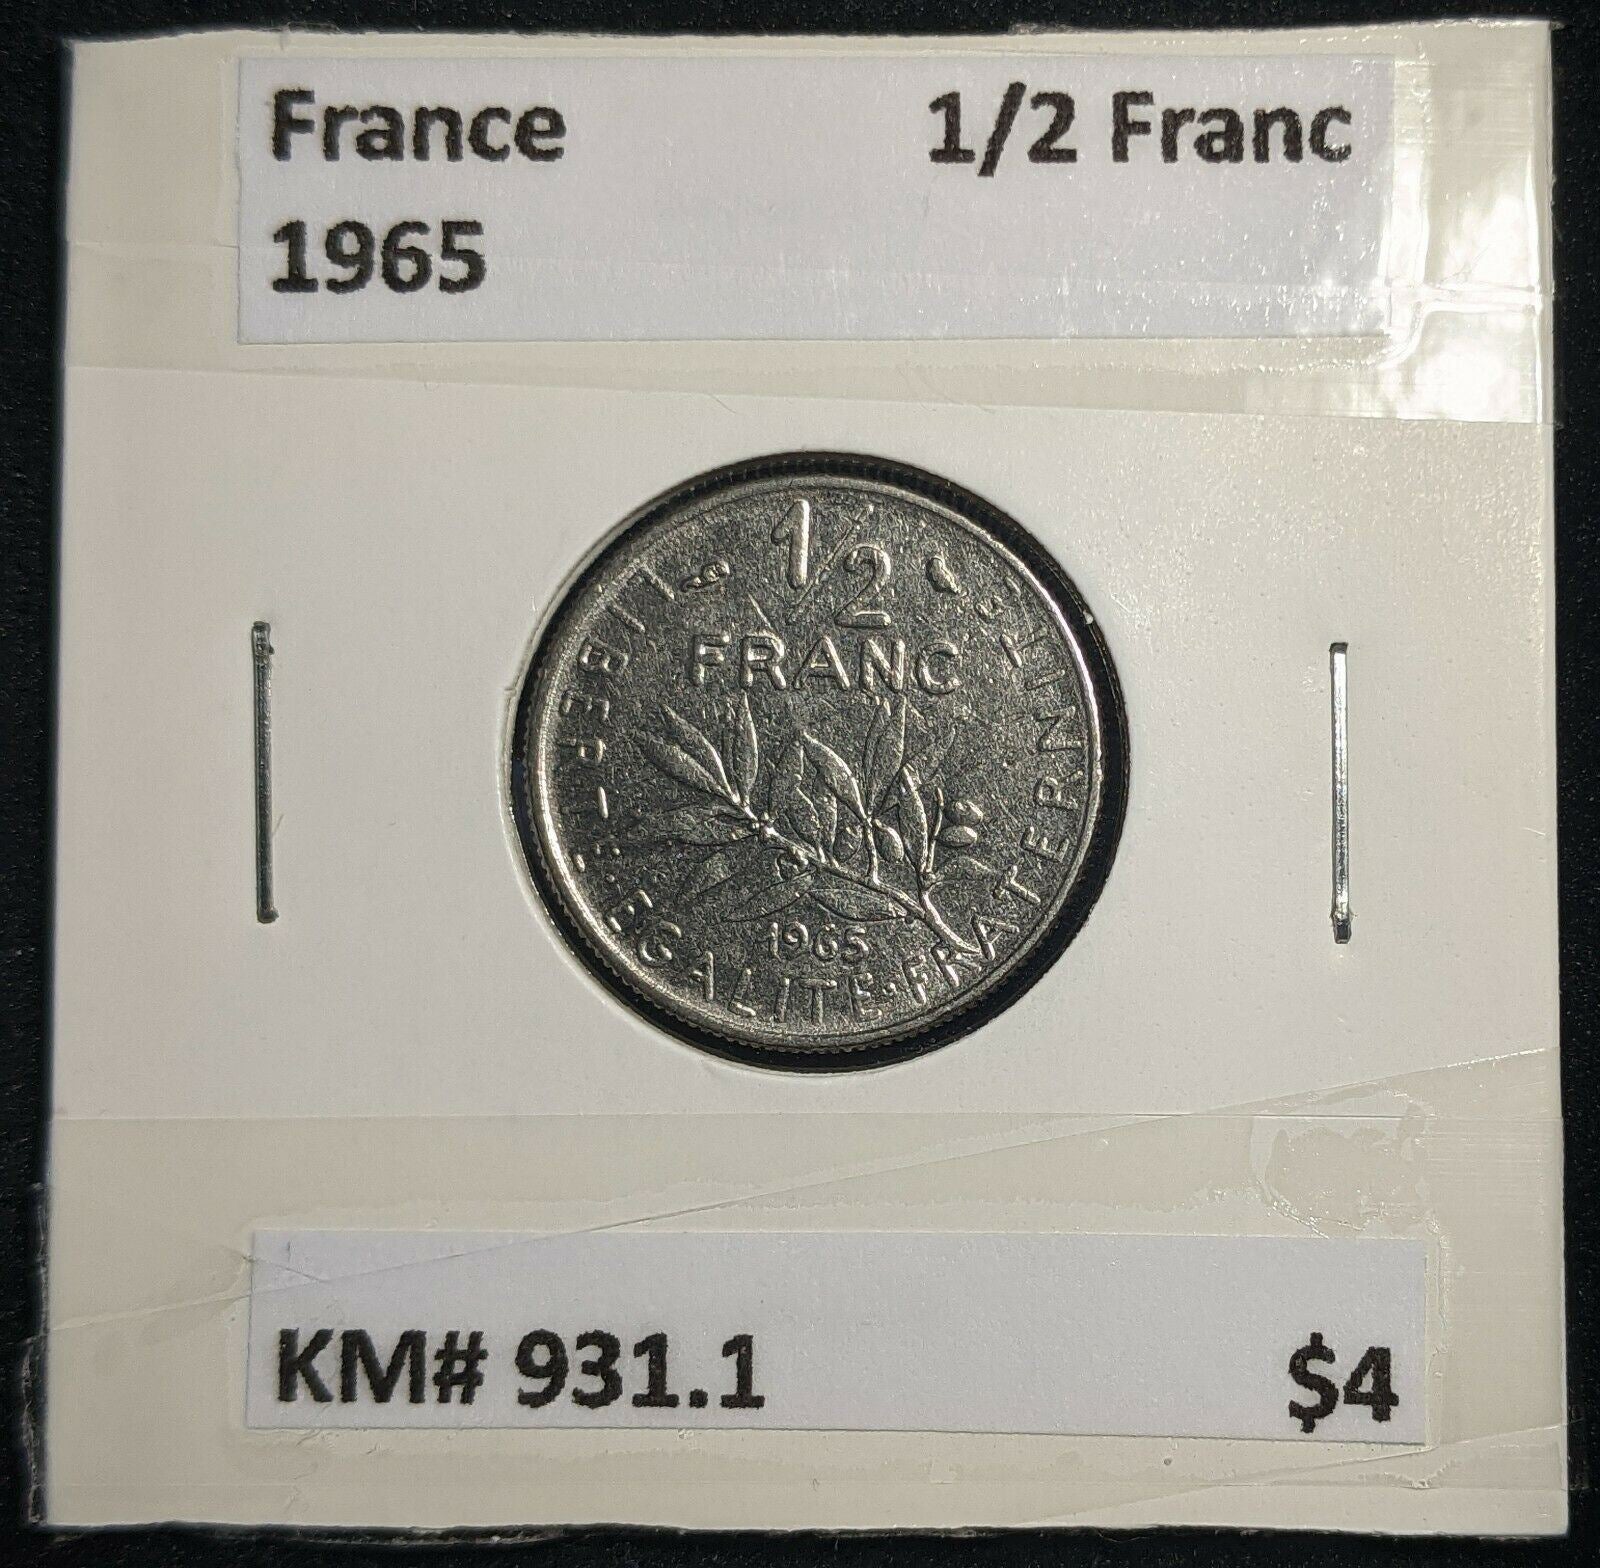 France 1/2 Franc
1965
1/2
FRANC
1965
LIBERTE·EGALITE·FRATERNITE
KM# 931.1 $4